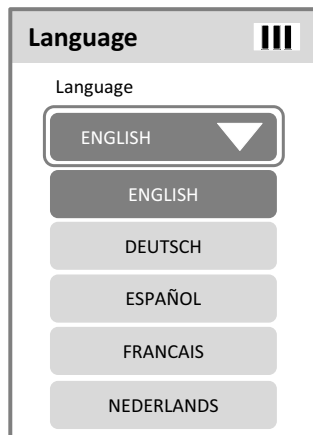 Language
Language
ENGLISH
ENGLISH
DEUTSCH
ESPAÑOL
FRANCAIS
NEDERLANDS